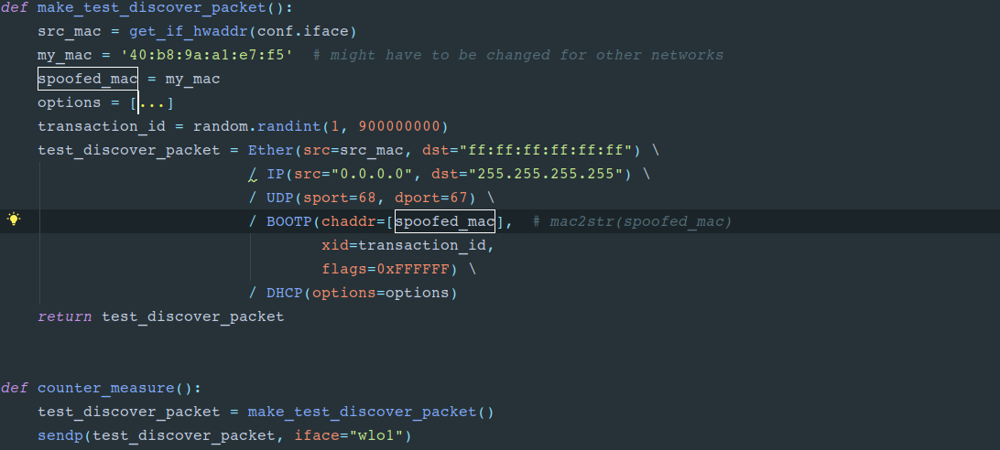 def make_test_discover_packet():
    src_mac = get_if_hwaddr(conf.iface)
    my_mac = '40:b8:9a:a1:e7:f5'  # might have to be changed for other networks
    spoofed_mac = my_mac
    options = [...]
    transaction_id = random.randint(1, 900000000)
    test_discover_packet = Ether(src=src_mac, dst="ff:ff:ff:ff:ff:ff") \
                           / IP(src="0.0.0.0", dst="255.255.255.255") \
                           / UDP(sport=68, dport=67) \
                           / BOOTP(chaddr=[spoofed_mac],  # mac2str(spoofed_mac)
                                   xid=transaction_id,
                                   flags=0xFFFFFF) \
                           / DHCP(options=options)
    return test_discover_packet
def counter_measure():
    test_discover_packet = make_test_discover_packet()
    sendp(test_discover_packet, iface="wlo1")